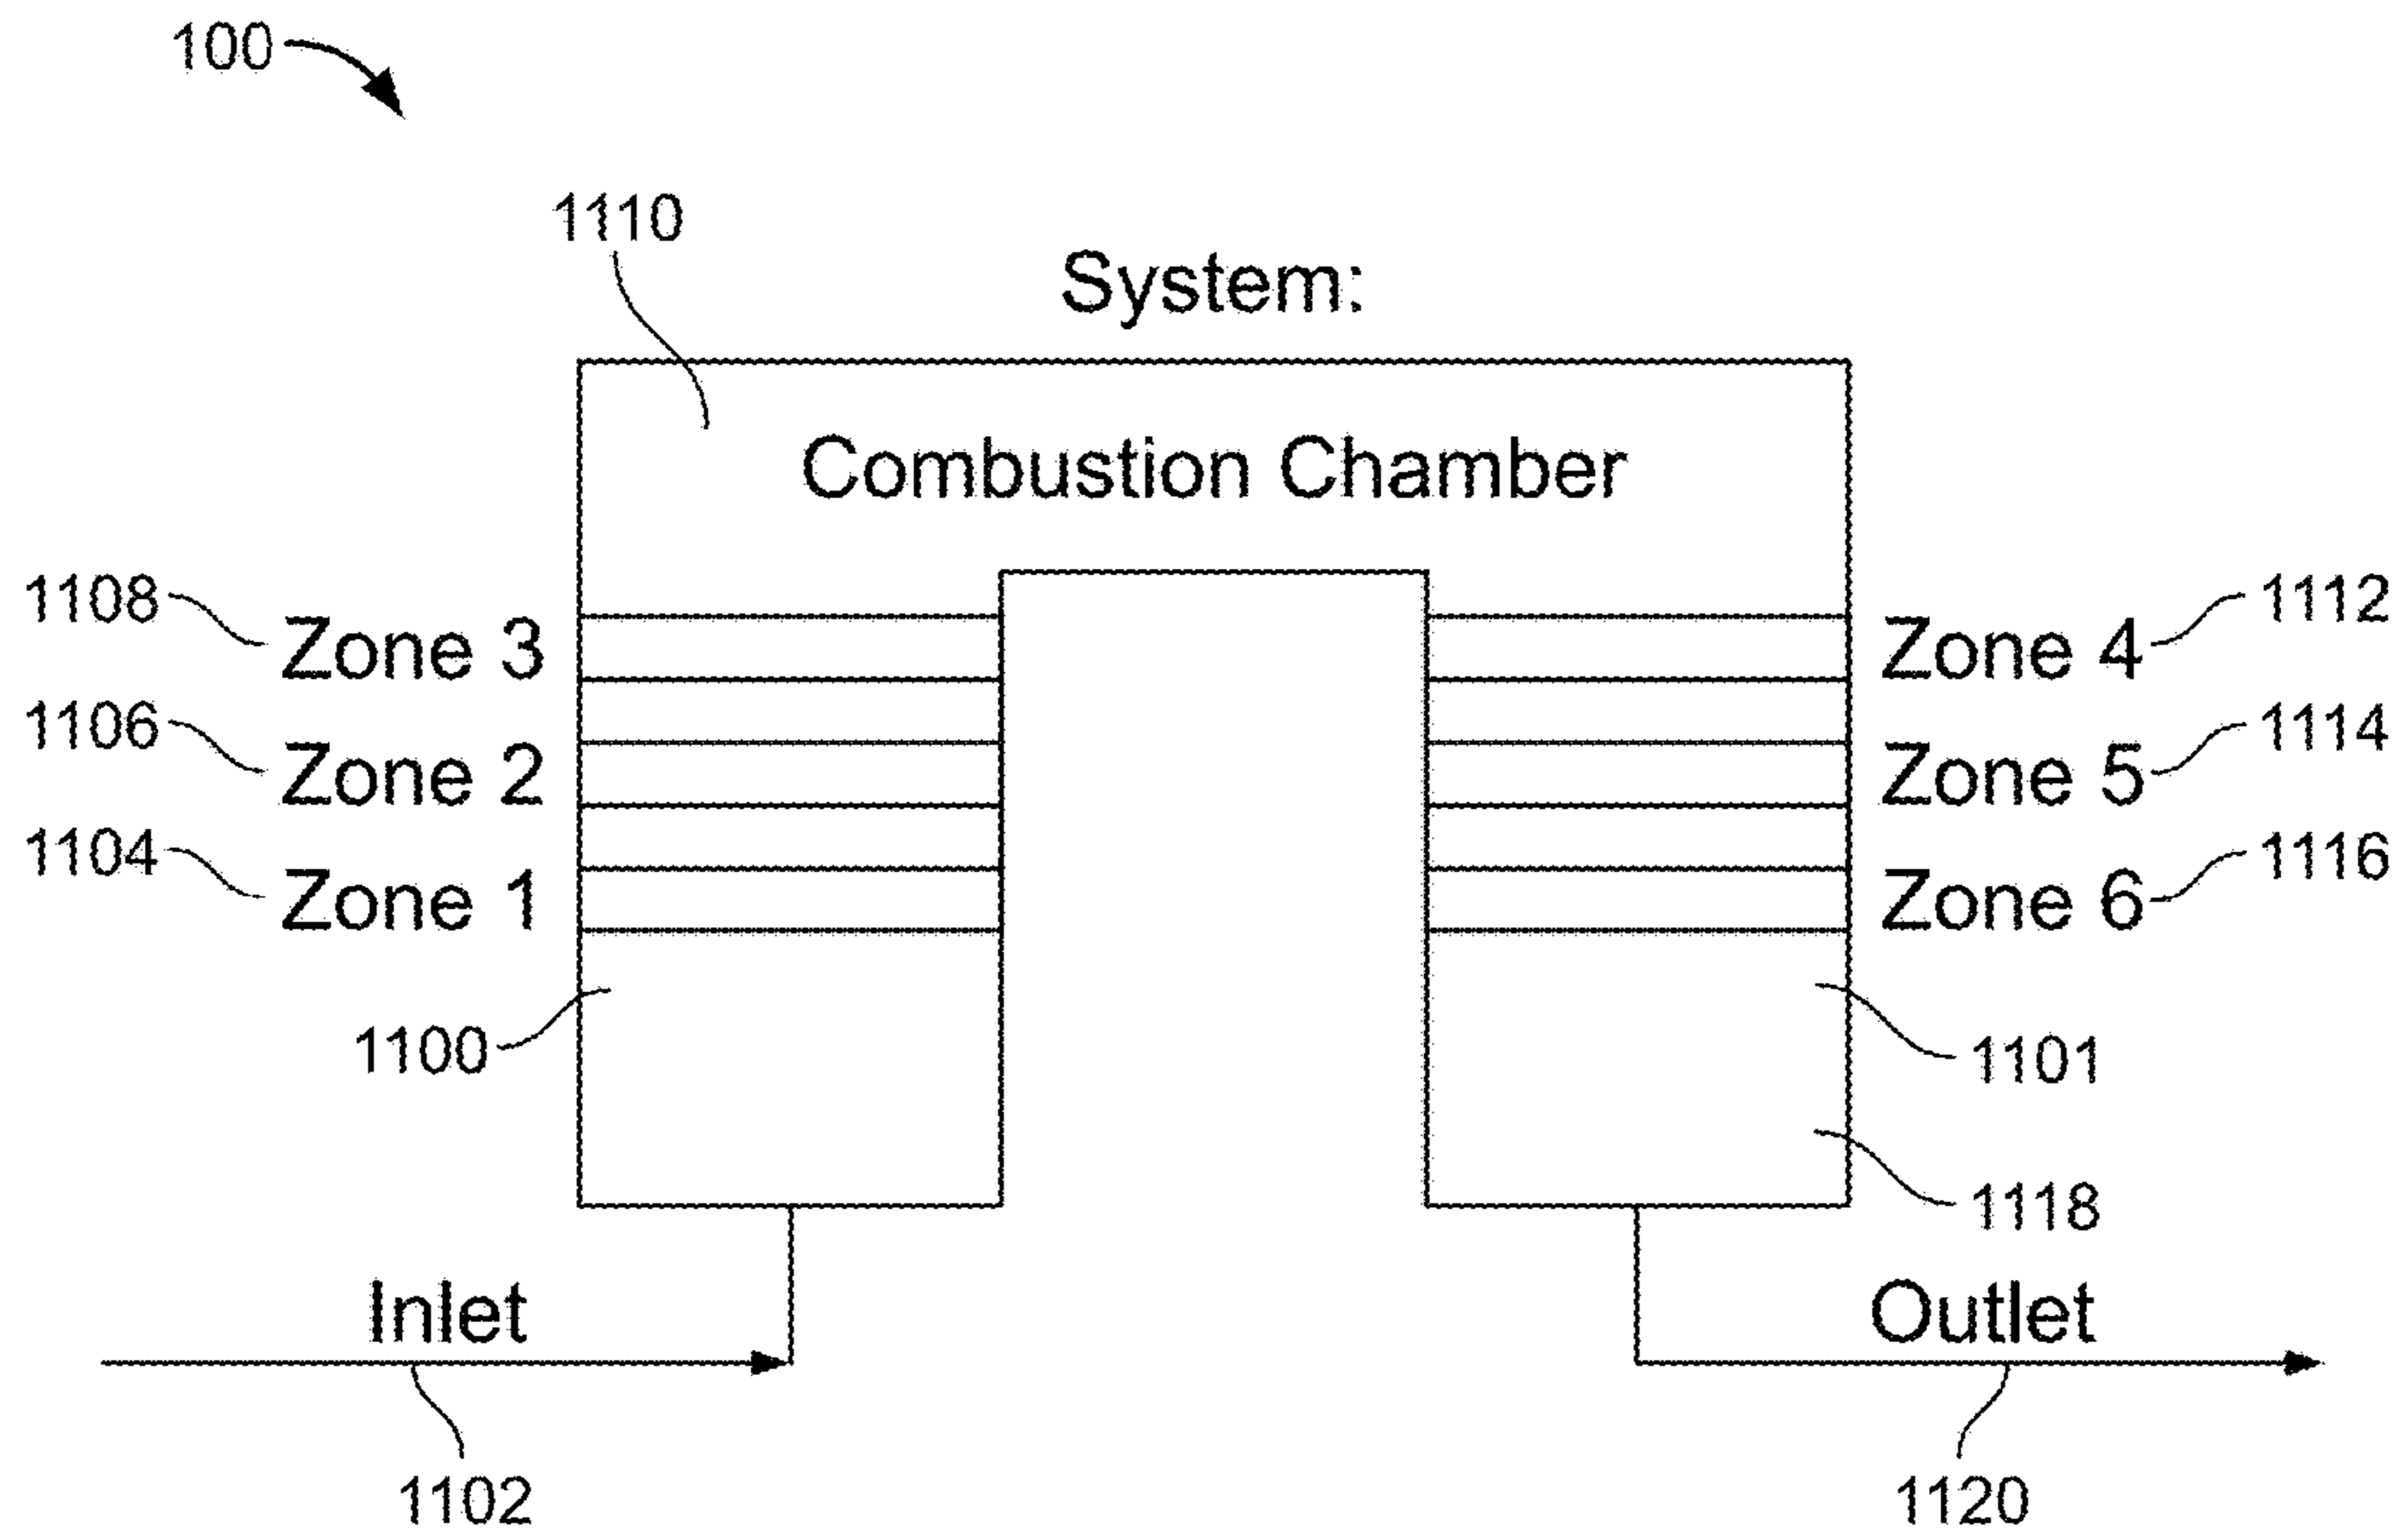 100
1110
System:
Combustion Chamber
1108
Zone 3
Zone 4
1112
1106
Zone 2
Zone 5
1114
1104
Zone 1
Zone 6
1116
1100
1101
1118
Inlet
Outlet
1102
1120